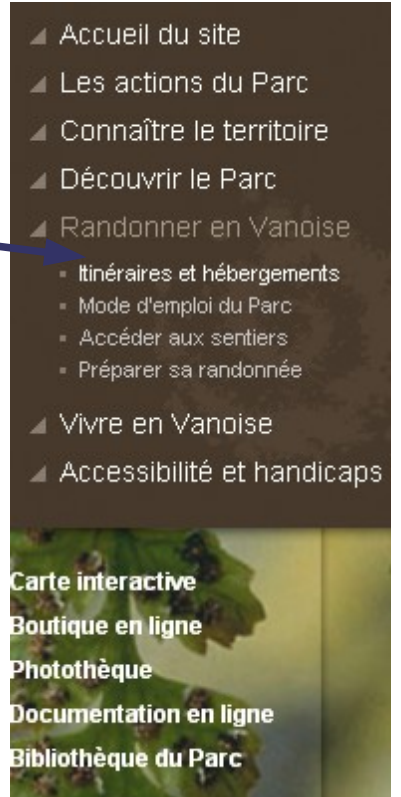 Accueil du site
Les actions du Parc
Connaître le territoire
Découvrir le Parc
Randonner en Vanoise
Itinéraires et hébergements
Mode d'emploi du Parc
Accéder aux sentiers
Préparer sa randonnée
Vivre en Vanoise
Accessibilité et handicaps
Carte interactive
Boutique en ligne
Photothèque
Documentation en ligne
Bibliothèque du Parc